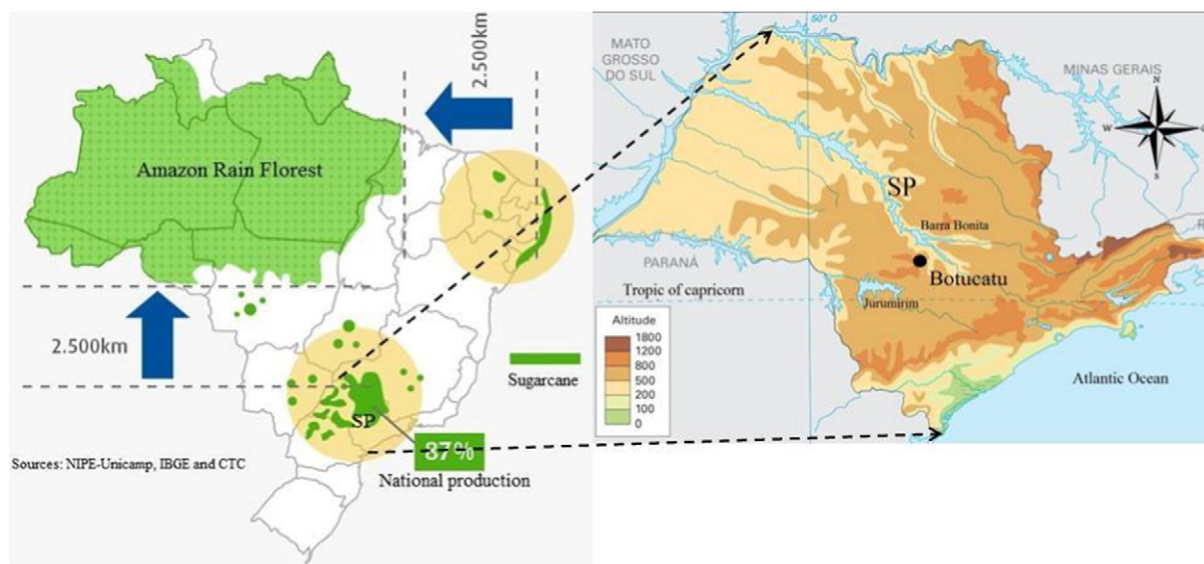 2.500km
Amazon Rain Florest
2.500km
Sugarcane
SP
87%
National production
Sources: NIPE-Unicamp, IBGE and CTC
50° O
MATO
GROSSO
DO SUL
MINAS GERAIS
N
W
S
SP
Barra Bonita
Botucatu
PARANÁ
Jurumirim
Tropic of capricorn
Altitude
1800
1200
800
500
200
100
0
Atlantic Ocean
R